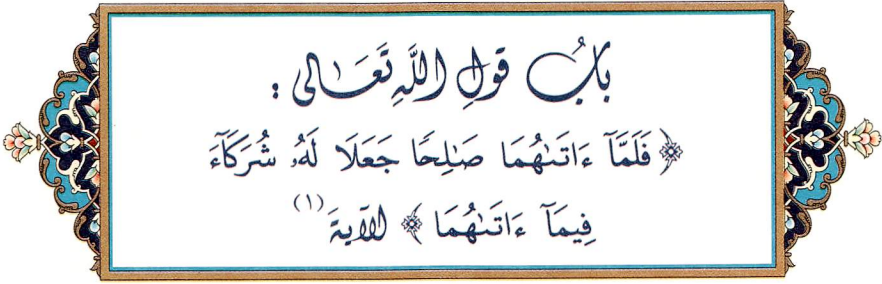 بَابُ قَوْلِ اللَّهِ تَعَالَى :
﴿ فَلَمَّآ ءَاتَىٰهُمَا صَٰلِحًا جَعَلَا لَهُۥ شُرَكَآءَ
فِيمَآ ءَاتَىٰهُمَا ﴾ الآيَةَ (١)